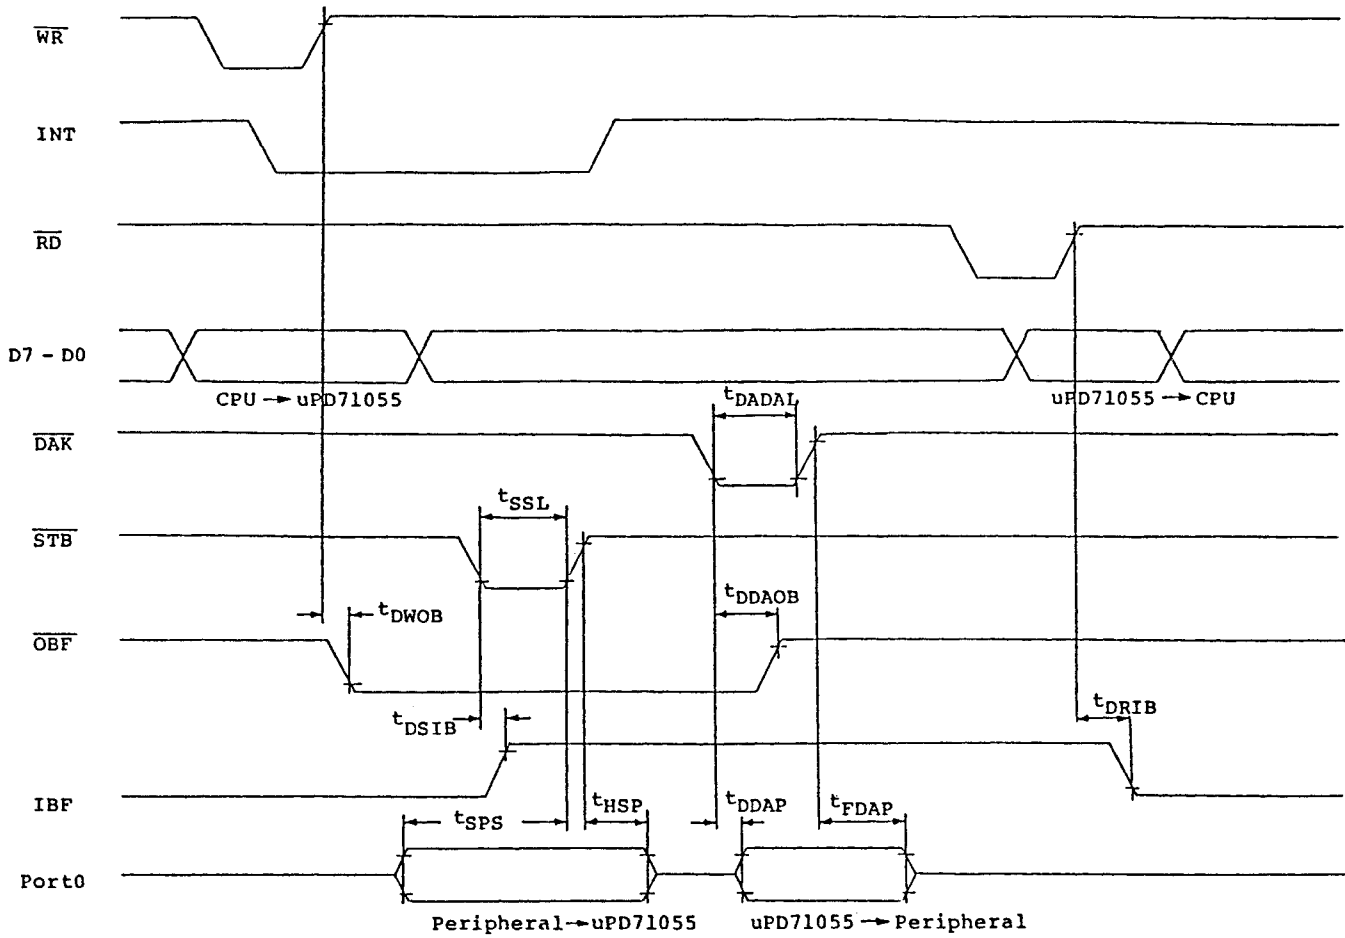 WR
INT
RD
D7 - D0
CPU → uPD71055
tDADAL
uPD71055 → CPU
DAK
tSSL
STB
tDWOB
tDDAOB
OBF
tDSIB
tDRIB
IBF
tSPS
tHSP
tDDAP
tFDAP
Port0
Peripheral → uPD71055
uPD71055 → Peripheral